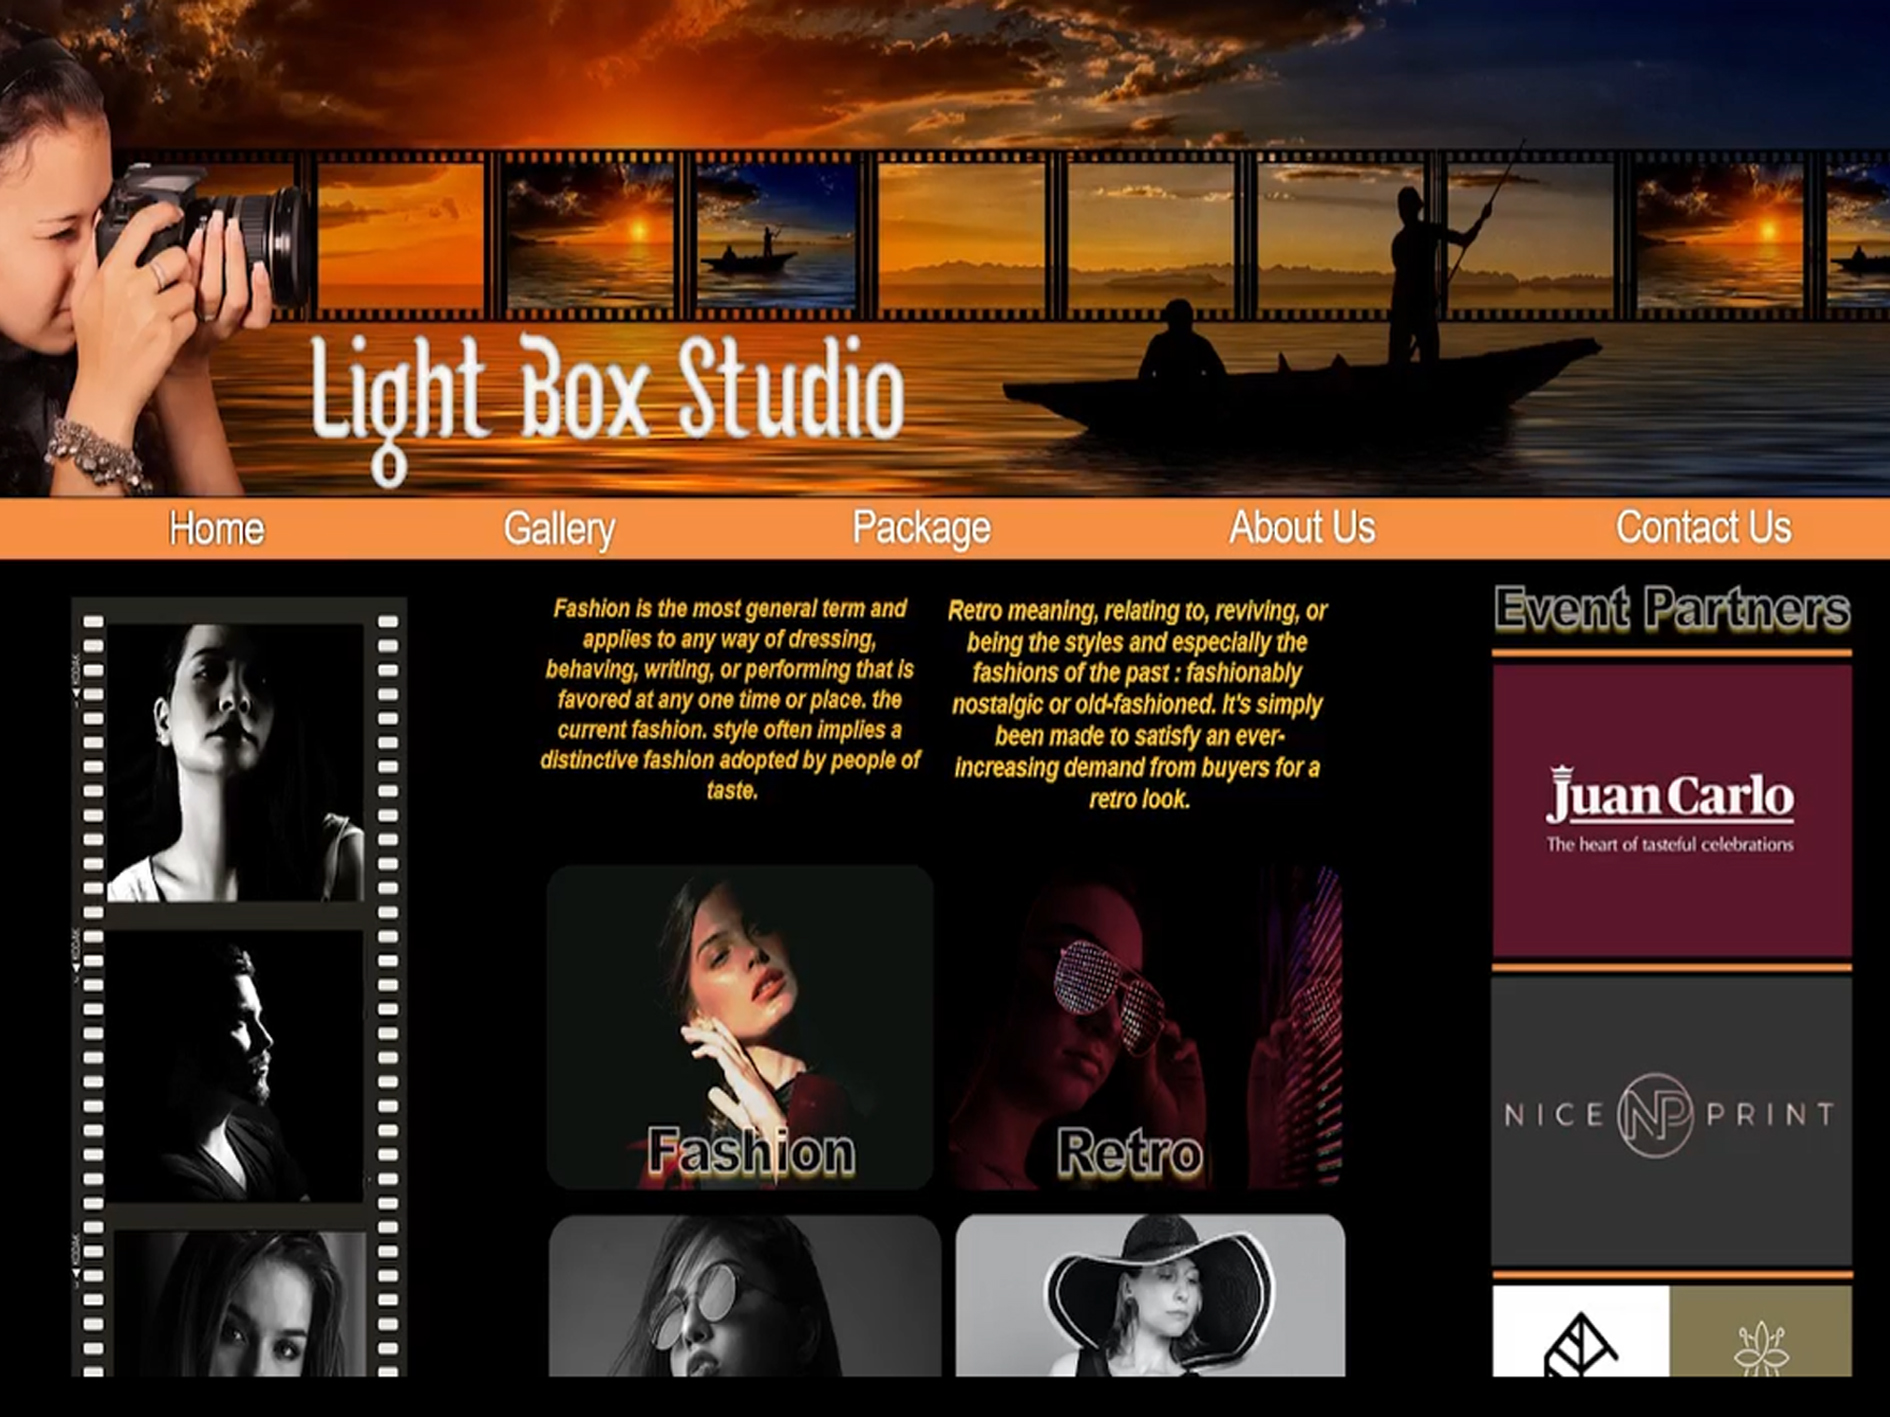 Light Box Studio
Home
Gallery
Package
About Us
Contact Us
KODAK
KODAK
KODAK
Fashion is the most general term and
applies to any way of dressing,
behaving, writing, or performing that is
favored at any one time or place. the
current fashion. style often implies a
distinctive fashion adopted by people of
taste.
Retro meaning, relating to, reviving, or
being the styles and especially the
fashions of the past : fashionably
nostalgic or old-fashioned. It's simply
been made to satisfy an ever-
increasing demand from buyers for a
retro look.
Fashion
Retro
Event Partners
Juan Carlo
The heart of tasteful celebrations
NICE NP PRINT